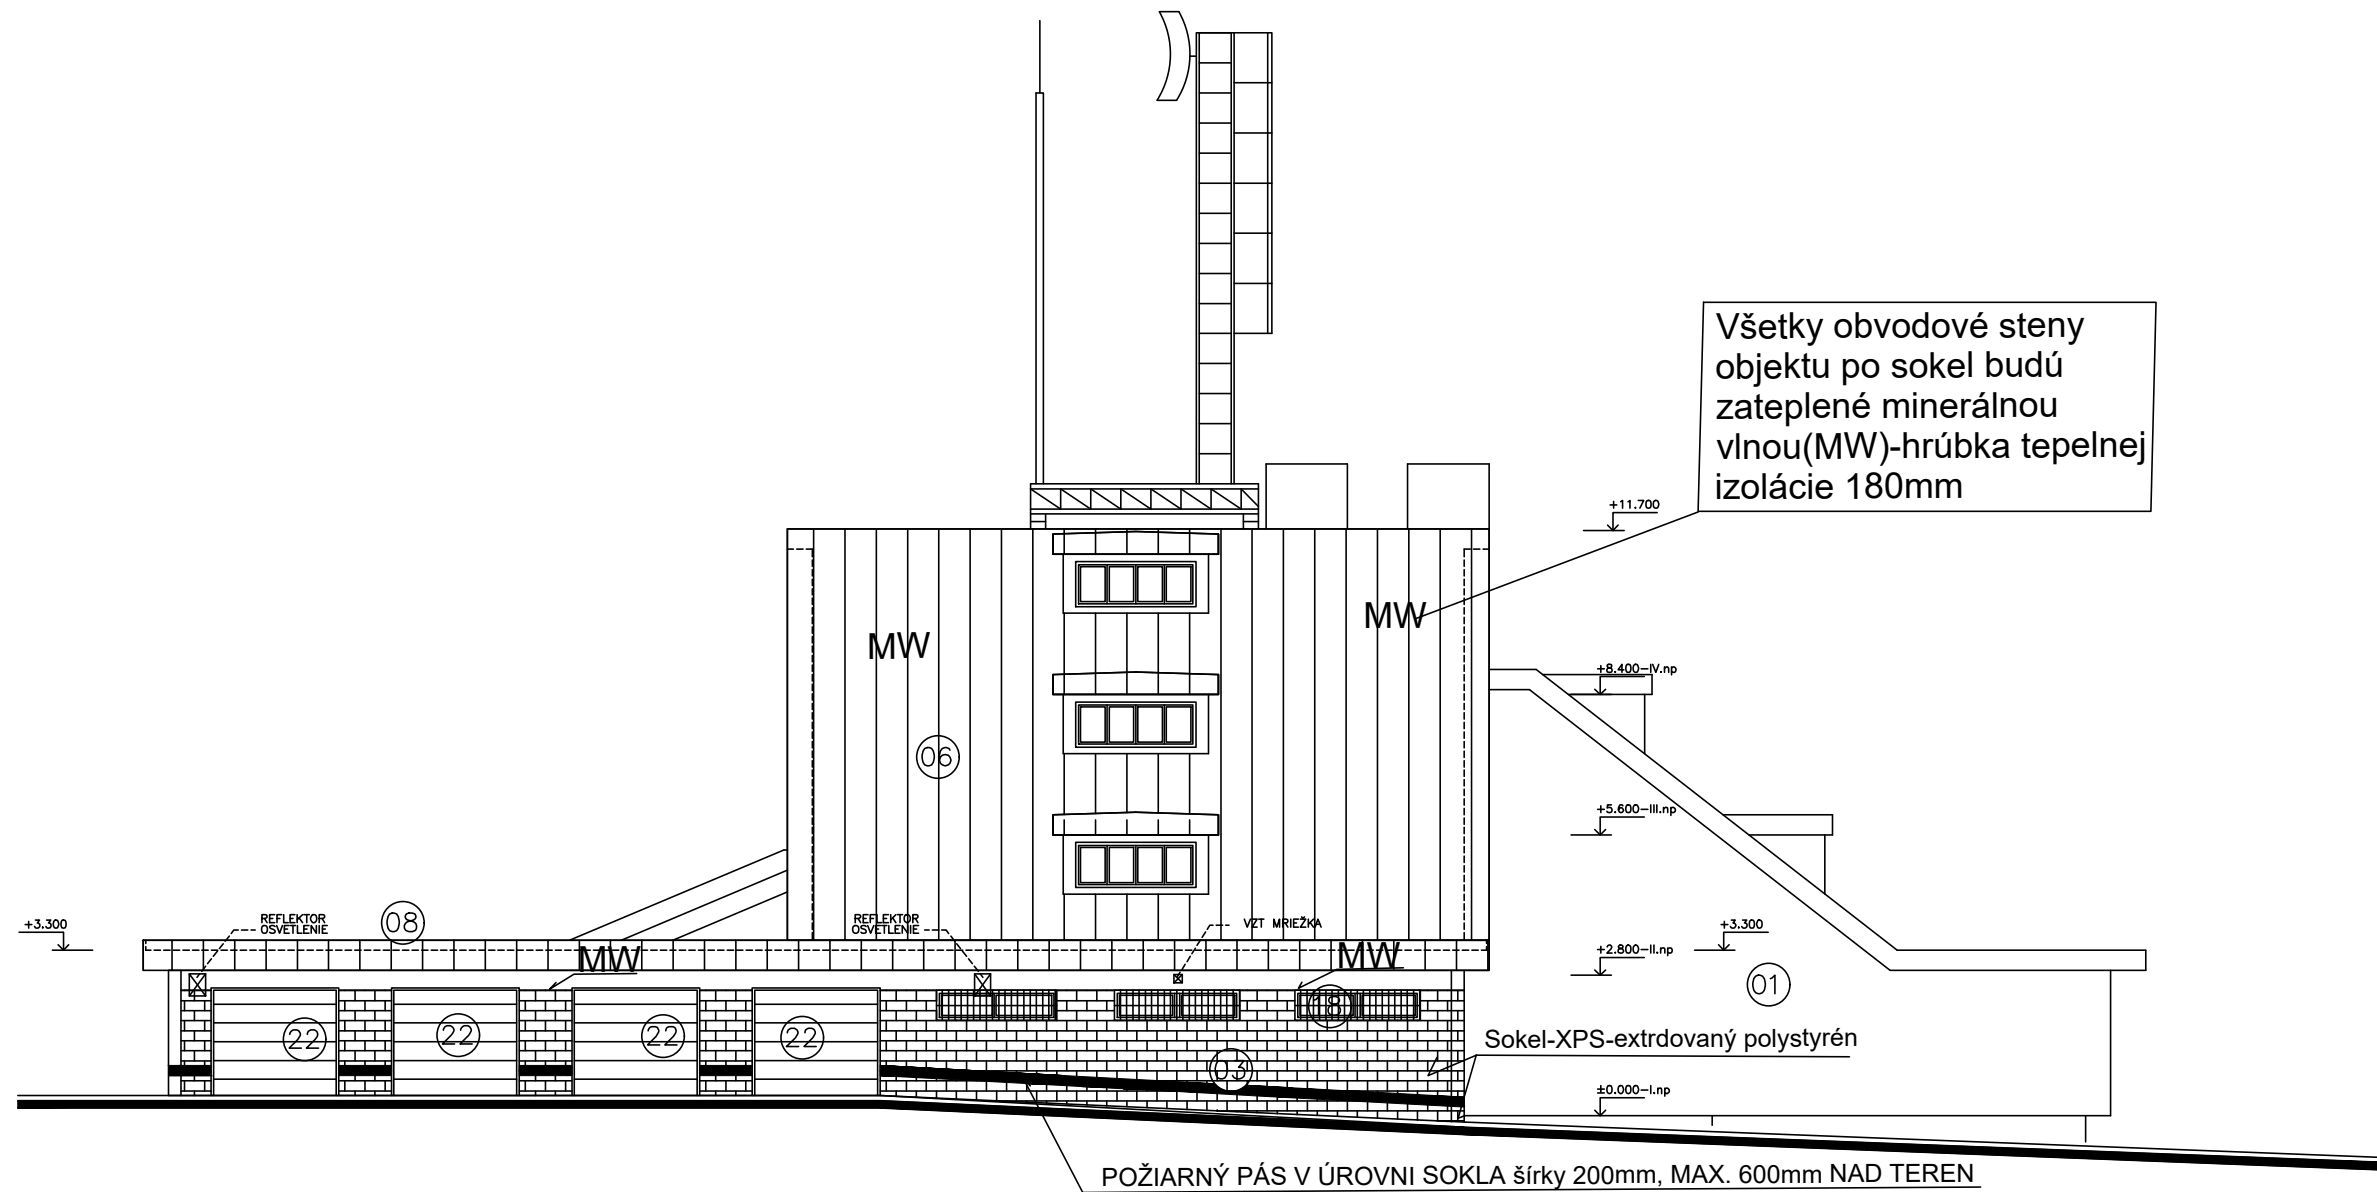 Všetky obvodové steny
objektu po sokel budú
zateplené minerálnou
vlnou(MW)-hrúbka tepelnej
izolácie 180mm
+11.700
MW
MW
+8.400-IV.np
06
+5.600-III.np
+3.300
REFLEKTOR
OSVETLENIE
08
REFLEKTOR
OSVETLENIE
VZT MRIEŽKA
+3.300
MW
MW
+2.800-II.np
01
18
22
22
22
22
Sokel-XPS-extrdovaný polystyrén
03
±0.000-I.np
POŽIARNÝ PÁS V ÚROVNI SOKLA šírky 200mm, MAX. 600mm NAD TEREN